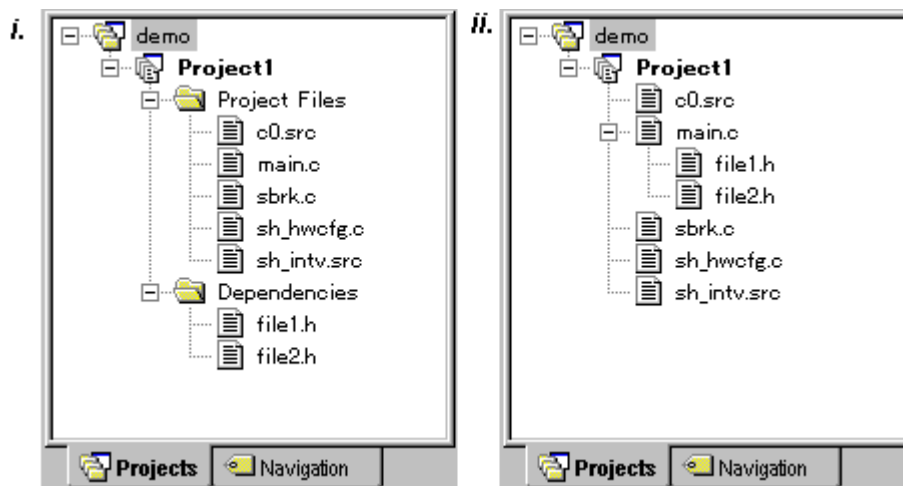 i.
demo
Project1
Project Files
c0.src
main.c
sbrk.c
sh_hwcfg.c
sh_intv.src
Dependencies
file1.h
file2.h
Projects
Navigation
ii.
demo
Project1
c0.src
main.c
file1.h
file2.h
sbrk.c
sh_hwcfg.c
sh_intv.src
Projects
Navigation